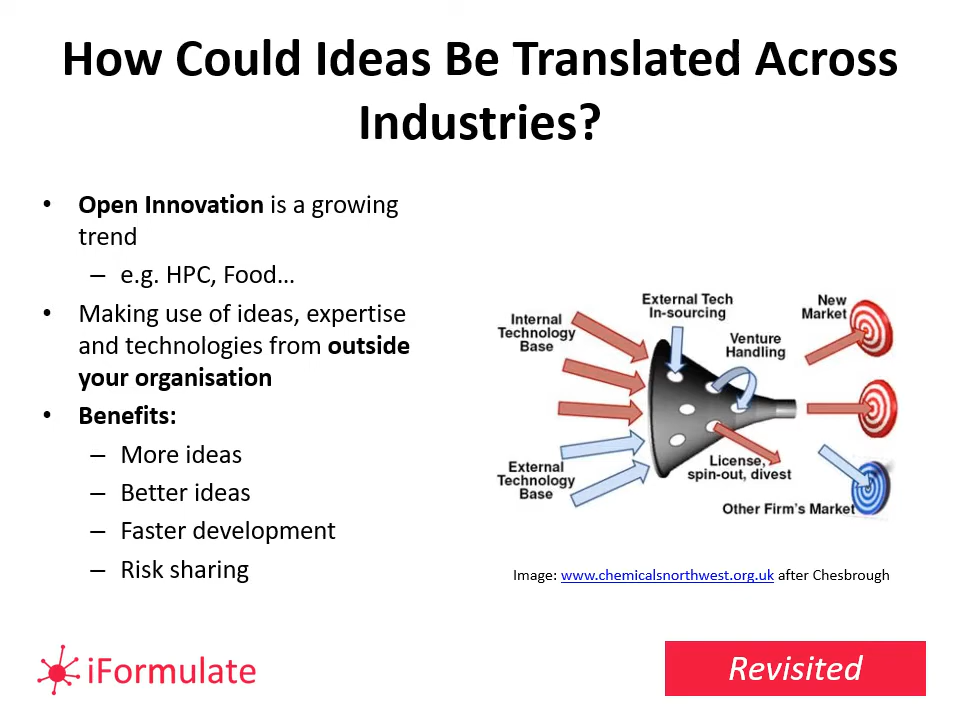 How Could Ideas Be Translated Across
Industries?
• Open Innovation is a growing
trend
– e.g. HPC, Food…
• Making use of ideas, expertise
and technologies from outside
your organisation
• Benefits:
– More ideas
– Better ideas
– Faster development
– Risk sharing
External Tech
In-sourcing
New
Market
Internal
Technology
Base
Venture
Handling
External
Technology
Base
License,
spin-out, divest
Other Firm's Market
Image: www.chemicalsnorthwest.org.uk after Chesbrough
iFormulate
Revisited